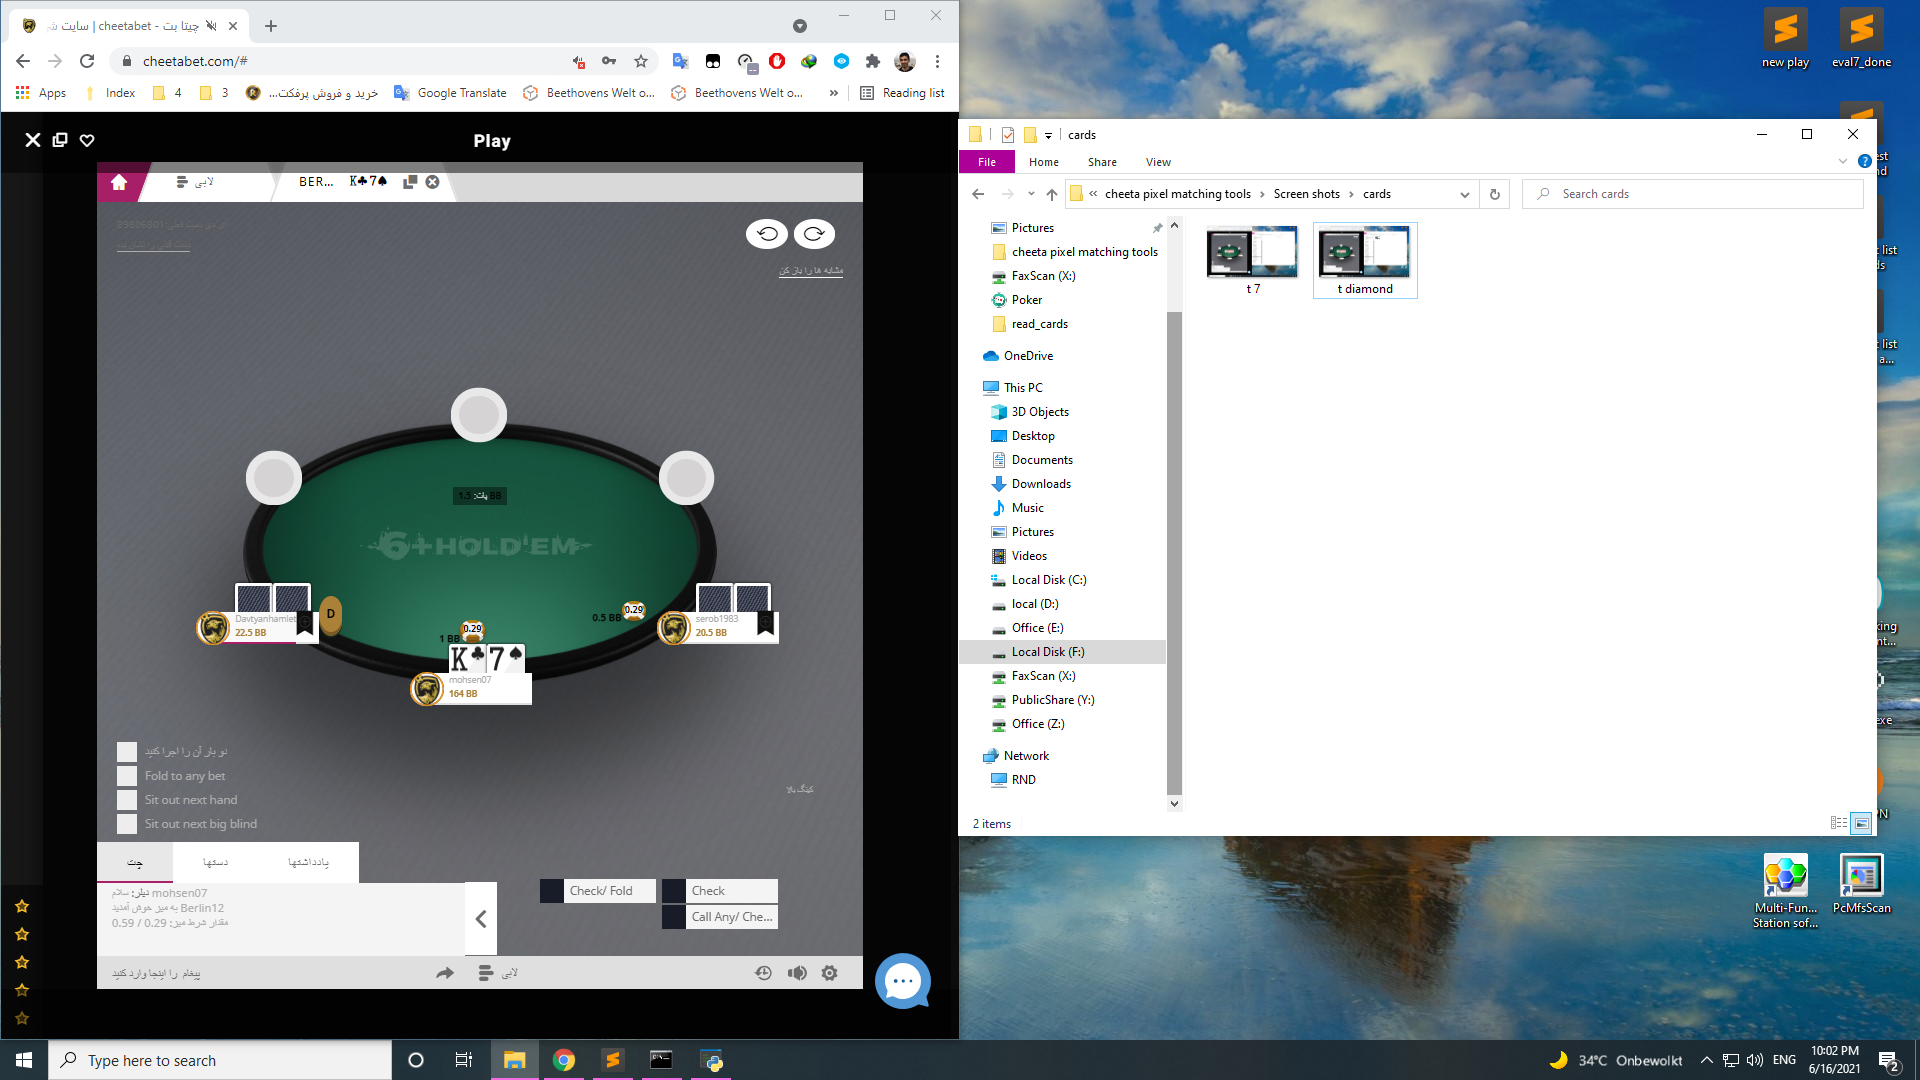 چیتا بت - cheetabet | سایت
cheetabet.com/#
Apps
Index
4
3
خرید و فروش پرفکت...
Google Translate
Beethovens Welt o...
Beethovens Welt o...
»
Reading list
Play
لابی
BER...
K♣7♠
مشابه ها را باز کن
پات: 1.5 BB
6+HOLD'EM
D
Davtyanhamlet
22.5 BB
0.29
1 BB
0.29
0.5 BB
serob1983
20.5 BB
K♣ 7♠
mohsen07
164 BB
دو بار آن را اجرا کنید
Fold to any bet
Sit out next hand
Sit out next big blind
کینگ بالا
چت
دستها
یادداشتها
دیلر: سلام mohsen07
Berlin12 به میز خوش آمدید
مقدار شرط میز: 0.29 / 0.59
Check/ Fold
Check
Call Any/ Che...
پیغام را اینجا وارد کنید
لابی
cards
File
Home
Share
View
« cheeta pixel matching tools > Screen shots > cards
Search cards
Pictures
cheeta pixel matching tools
FaxScan (X:)
Poker
read_cards
OneDrive
This PC
3D Objects
Desktop
Documents
Downloads
Music
Pictures
Videos
Local Disk (C:)
local (D:)
Office (E:)
Local Disk (F:)
FaxScan (X:)
PublicShare (Y:)
Office (Z:)
Network
RND
t 7
t diamond
2 items
new play
eval7_done
Multi-Fun...
Station sof...
PcMfsScan
Type here to search
34°C Onbewolkt
ENG
10:02 PM
6/16/2021
2